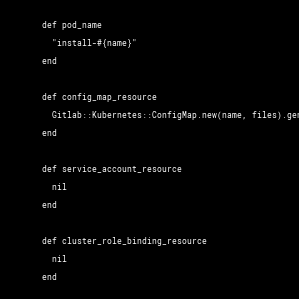 def pod_name
"install-#{name}"
end
def config_map_resource
Gitlab::Kubernetes::ConfigMap.new(name, files).gen
end
def service_account_resource
nil
end
def cluster_role_binding_resource
nil
end